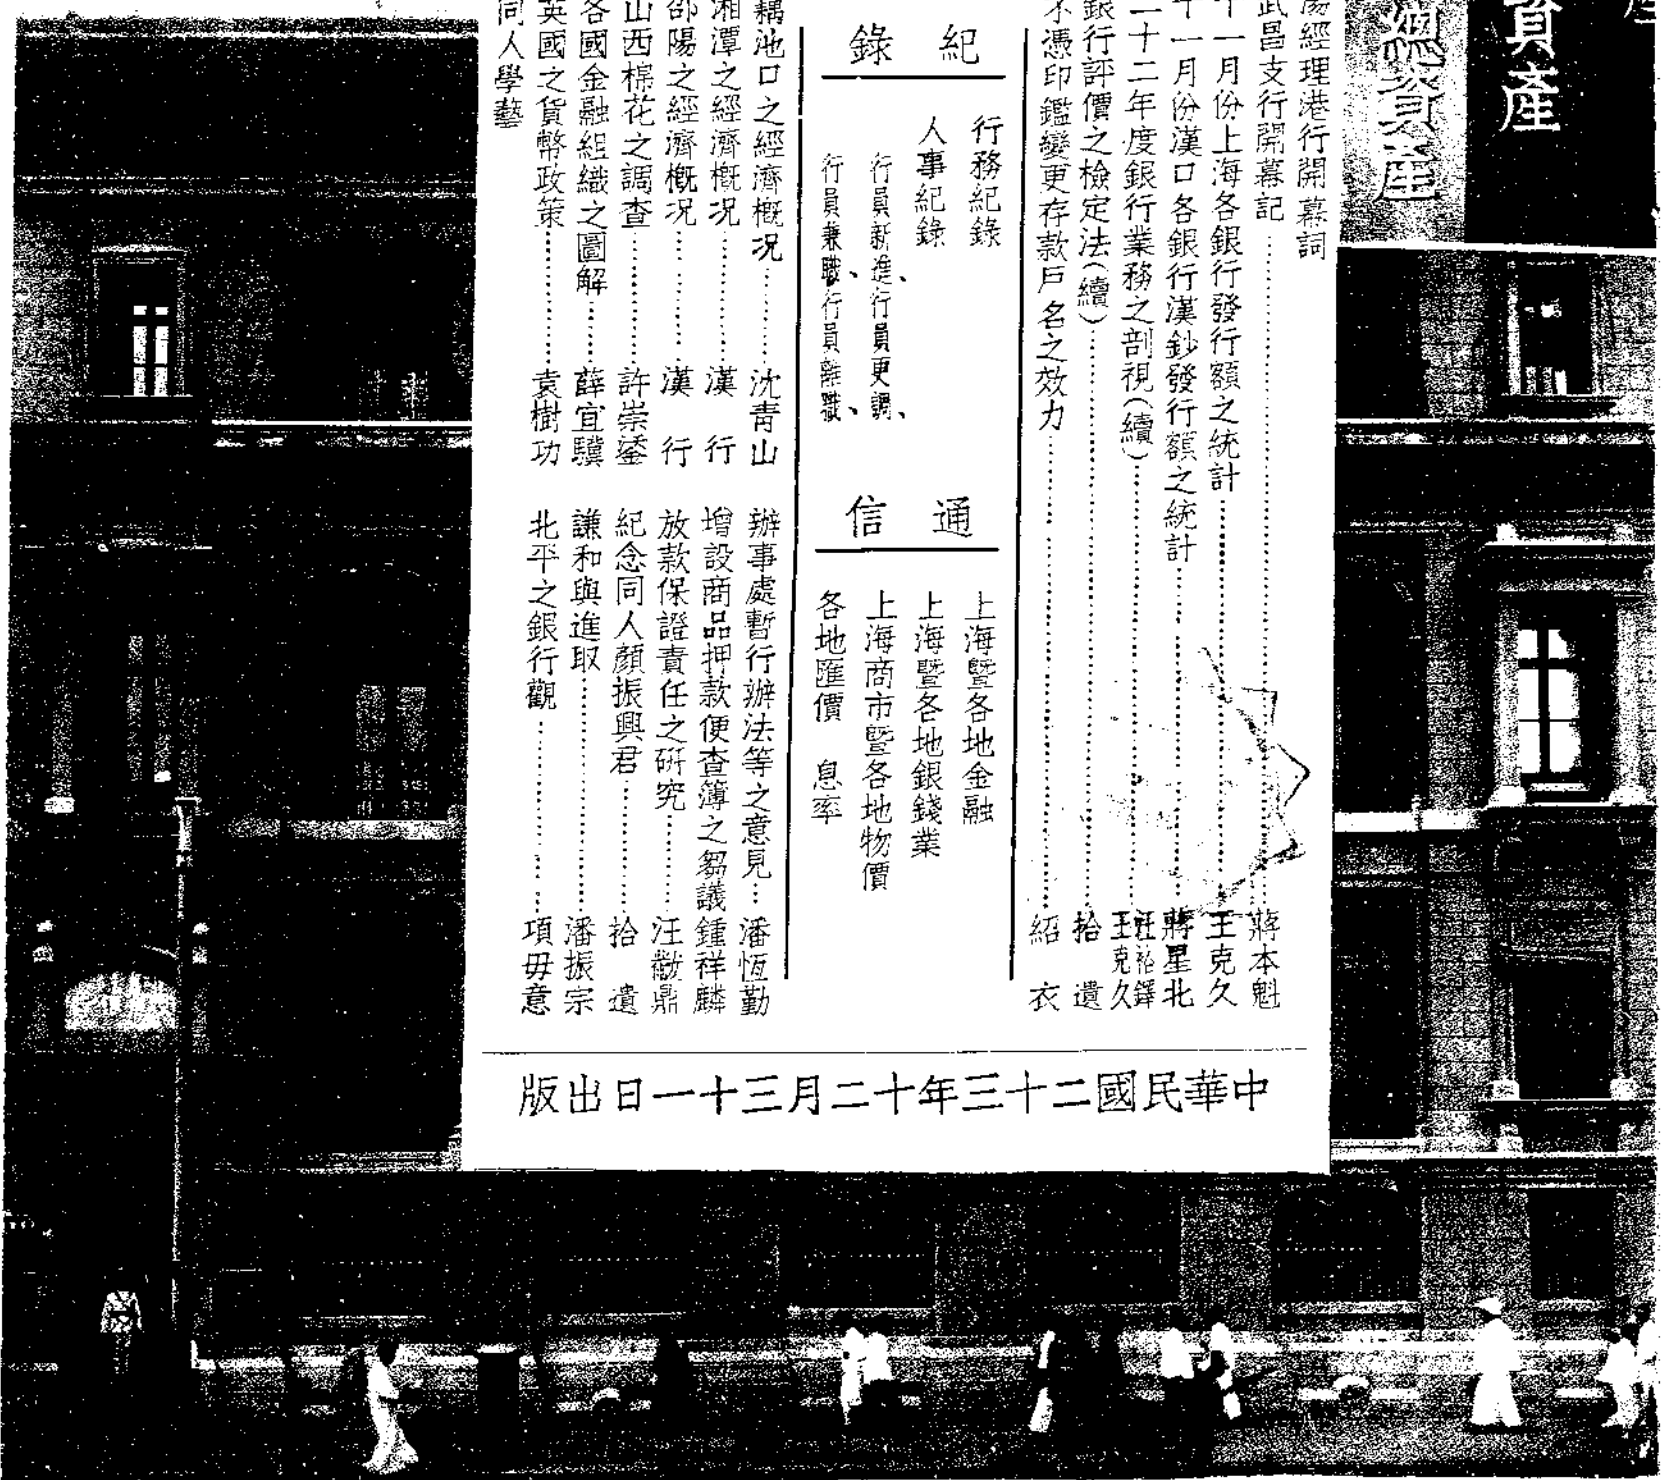 總資產
資產
湯經理港行開幕詞
武昌支行開幕記……蔣本魁
十一月份上海各銀行發行額之統計……王克久
十一月份漢口各銀行漢鈔發行額之統計……蔣星北
二十二年度銀行業務之剖視(續)……汪裕鐸 王克久
銀行評價之檢定法(續)……拾遺
不憑印鑑變更存款戶名之效力……紹衣
紀錄
行務紀錄
人事紀錄
行員新進、行員更調、
行員兼職、行員離職、
通信
上海暨各地金融
上海暨各地銀錢業
上海商市暨各地物價
各地匯價 息率
藕池口之經濟概況……沈青山
湘潭之經濟概況……漢行
邵陽之經濟概況……漢行
山西棉花之調查……許崇鋈
各國金融組織之圖解……薛宜驥
英國之貨幣政策……袁樹功
同人學藝
辦事處暫行辦法等之意見……潘恆勤
增設商品押款便查簿之芻議 鍾祥麟
放款保證責任之研究……汪黻鼎
紀念同人顏振興君……拾遺
謙和與進取……潘振宗
北平之銀行觀……項毋意
中華民國二十三年十二月三十一日出版